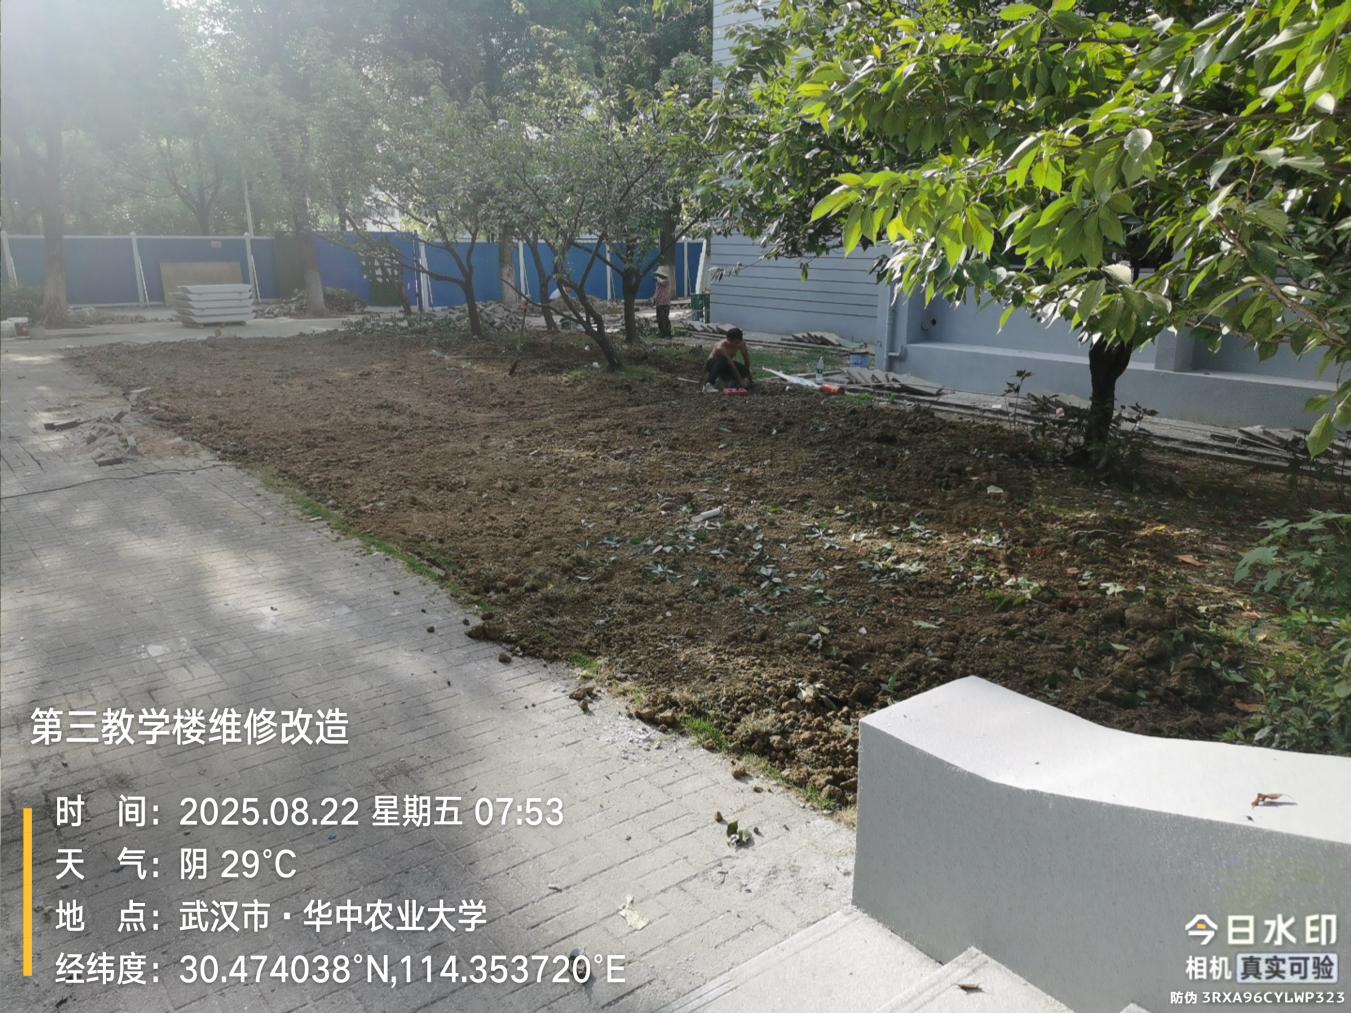 第三教学楼维修改造
时 间：2025.08.22 星期五 07:53
天 气：阴 29°C
地 点：武汉市·华中农业大学
经纬度：30.474038°N,114.353720°E
今日水印
相机 真实可验
防伪 3RXA96CYLWP323